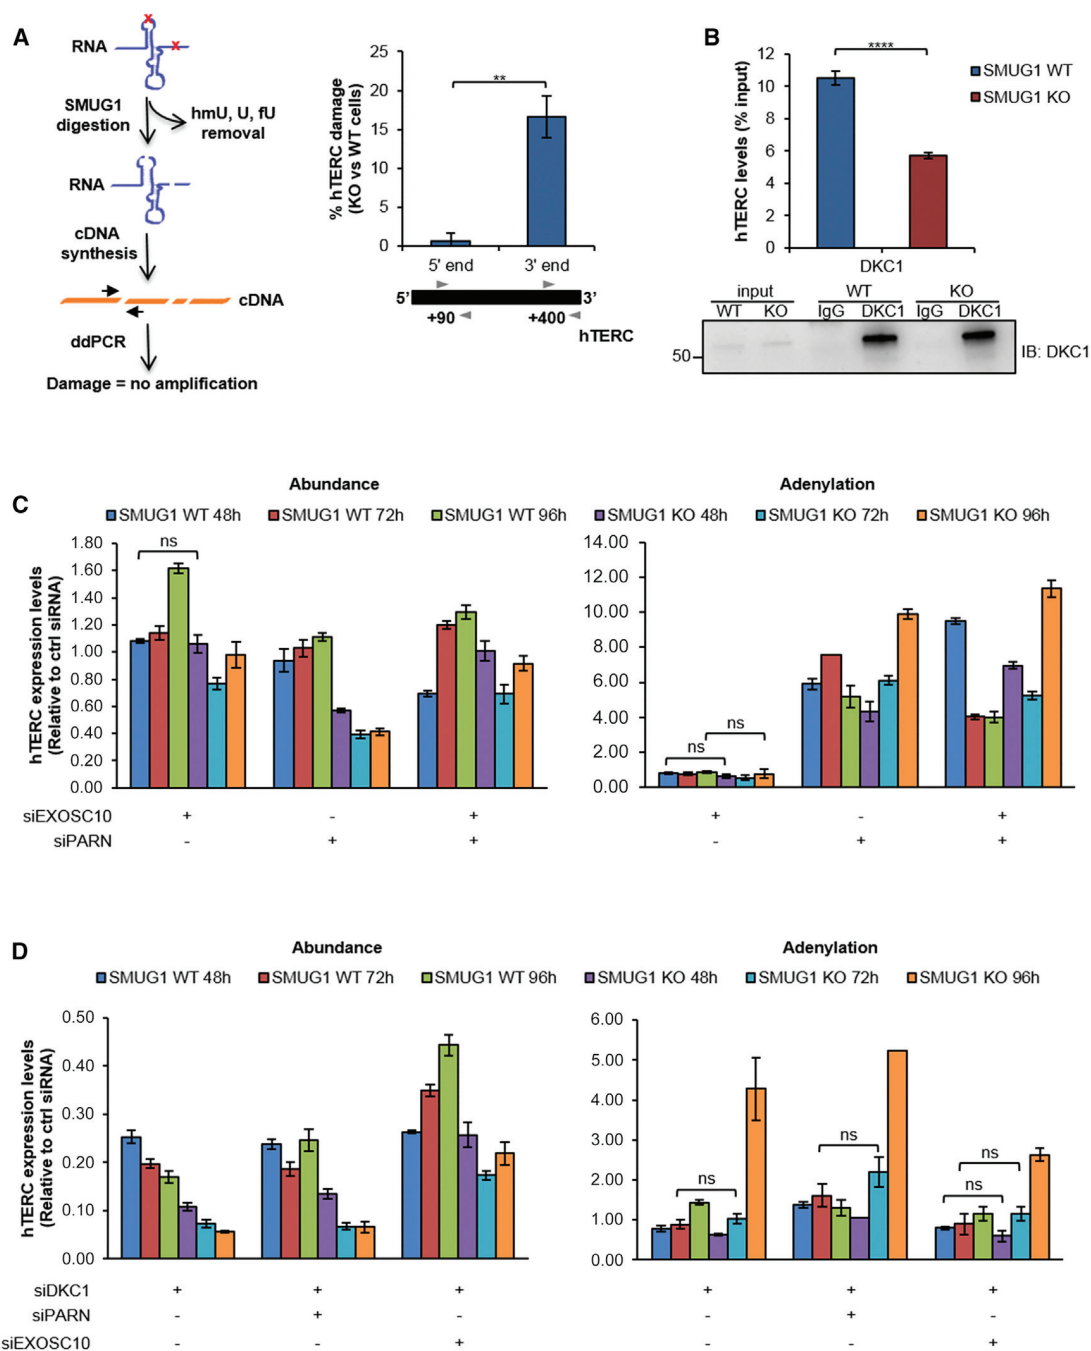 A
RNA
x
x
SMUG1
digestion
hmU, U, fU
removal
RNA
cDNA
synthesis
cDNA
ddPCR
Damage = no amplification
% hTERC damage
(KO vs WT cells)
25
20
15
10
5
0
**
5' end
3' end
5'
3'
+90
+400
hTERC
B
hTERC levels (% input)
12
10
8
6
4
2
0
****
DKC1
SMUG1 WT
SMUG1 KO
input
WT
KO
WT
KO
IgG
DKC1
IgG
DKC1
50
IB: DKC1
C
Abundance
SMUG1 WT 48h
SMUG1 WT 72h
SMUG1 WT 96h
SMUG1 KO 48h
SMUG1 KO 72h
SMUG1 KO 96h
hTERC expression levels
(Relative to ctrl siRNA)
1.80
1.60
1.40
1.20
1.00
0.80
0.60
0.40
0.20
0.00
ns
Adenylation
14.00
12.00
10.00
8.00
6.00
4.00
2.00
0.00
ns
ns
siEXOSC10
+
-
+
+
-
+
siPARN
-
+
+
-
+
+
D
Abundance
Adenylation
SMUG1 WT 48h
SMUG1 WT 72h
SMUG1 WT 96h
SMUG1 KO 48h
SMUG1 KO 72h
SMUG1 KO 96h
hTERC expression levels
(Relative to ctrl siRNA)
0.50
0.40
0.30
0.20
0.10
0.00
6.00
5.00
4.00
3.00
2.00
1.00
0.00
ns
ns
ns
ns
siDKC1
+
+
+
+
+
+
siPARN
-
+
-
-
+
-
siEXOSC10
-
-
+
-
-
+